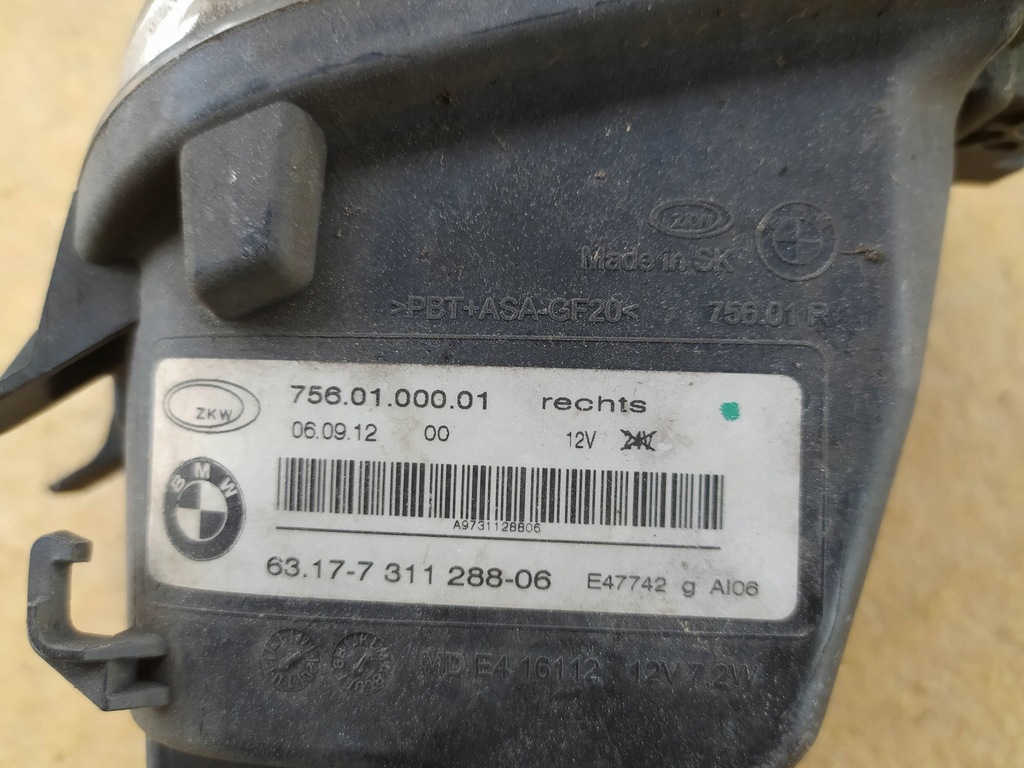 ZKW
Made in SK
>PBT+ASA-GF20< 756.01 R
ZKW 756.01.000.01 rechts
06.09.12 00 12V 24V
BMW
A9731128806
63.17-7 311 288-06 E47742 g AI06
MD E4 16112 12V 7.2W